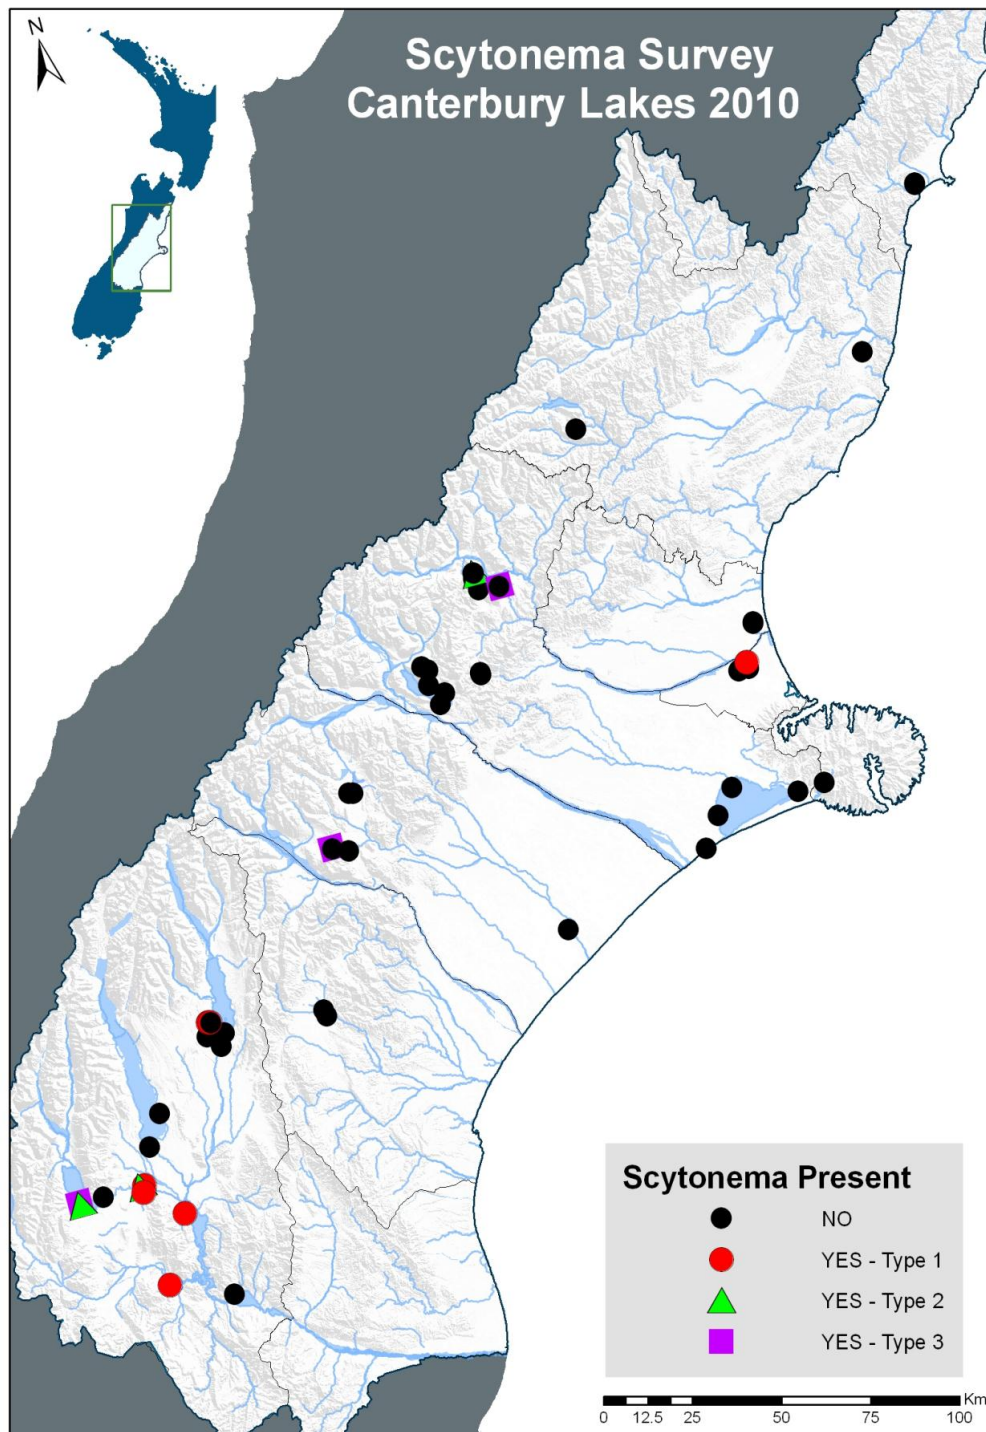 N
Scytonema Survey
Canterbury Lakes 2010
Scytonema Present
NO
YES - Type 1
YES - Type 2
YES - Type 3
Km
0 12.5 25 50 75 100